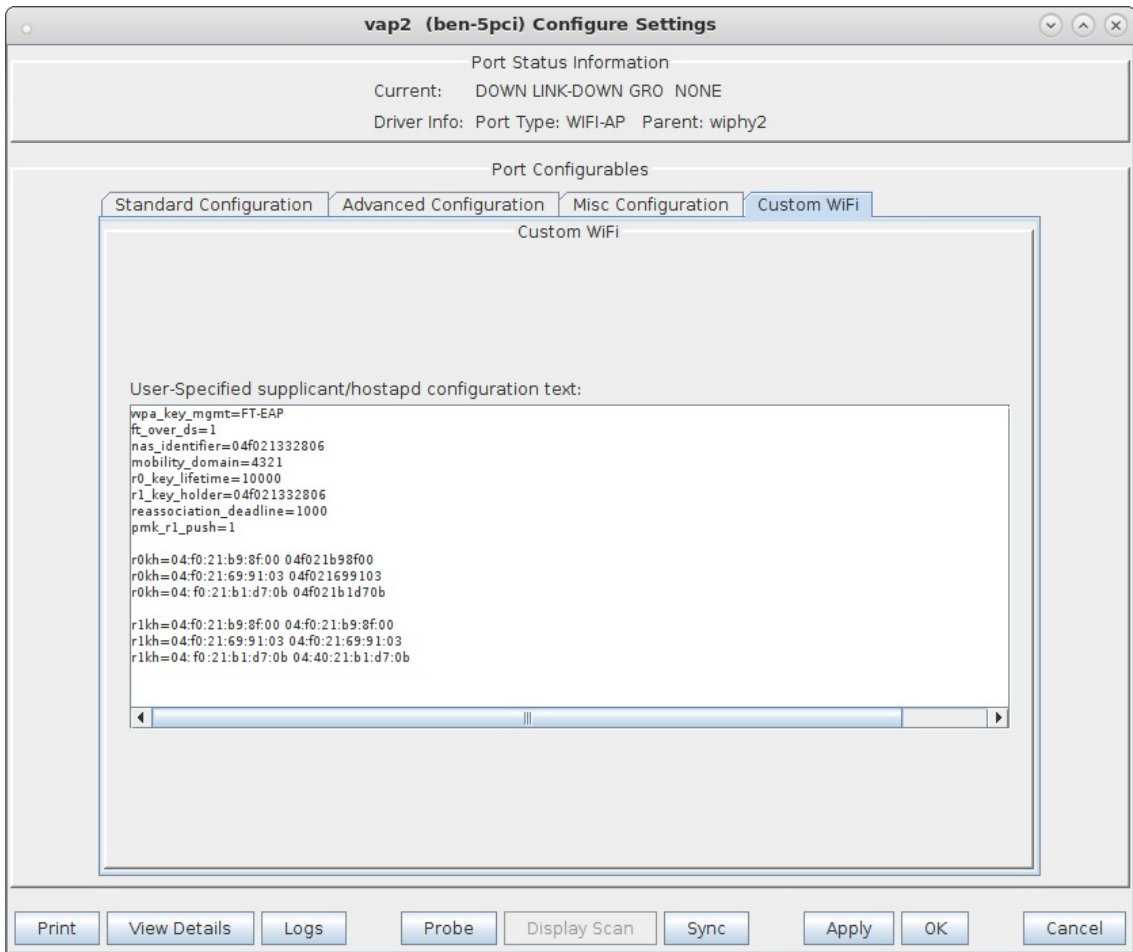 vap2 (ben-5pci) Configure Settings
Port Status Information
Current: DOWN LINK-DOWN GRO NONE
Driver Info: Port Type: WIFI-AP Parent: wiphy2
Port Configurables
Standard Configuration Advanced Configuration Misc Configuration Custom WiFi
Custom WiFi
User-Specified supplicant/hostapd configuration text:
wpa_key_mgmt=FT-EAP
ft_over_ds=1
nas_identifier=04f021332806
mobility_domain=4321
r0_key_lifetime=10000
r1_key_holder=04f021332806
reassociation_deadline=1000
pmk_r1_push=1
r0kh=04:f0:21:b9:8f:00 04f021b98f00
r0kh=04:f0:21:69:91:03 04f021699103
r0kh=04:f0:21:b1:d7:0b 04f021b1d70b
r1kh=04:f0:21:b9:8f:00 04:f0:21:b9:8f:00
r1kh=04:f0:21:69:91:03 04:f0:21:69:91:03
r1kh=04:f0:21:b1:d7:0b 04:40:21:b1:d7:0b
Print View Details Logs Probe Display Scan Sync Apply OK Cancel